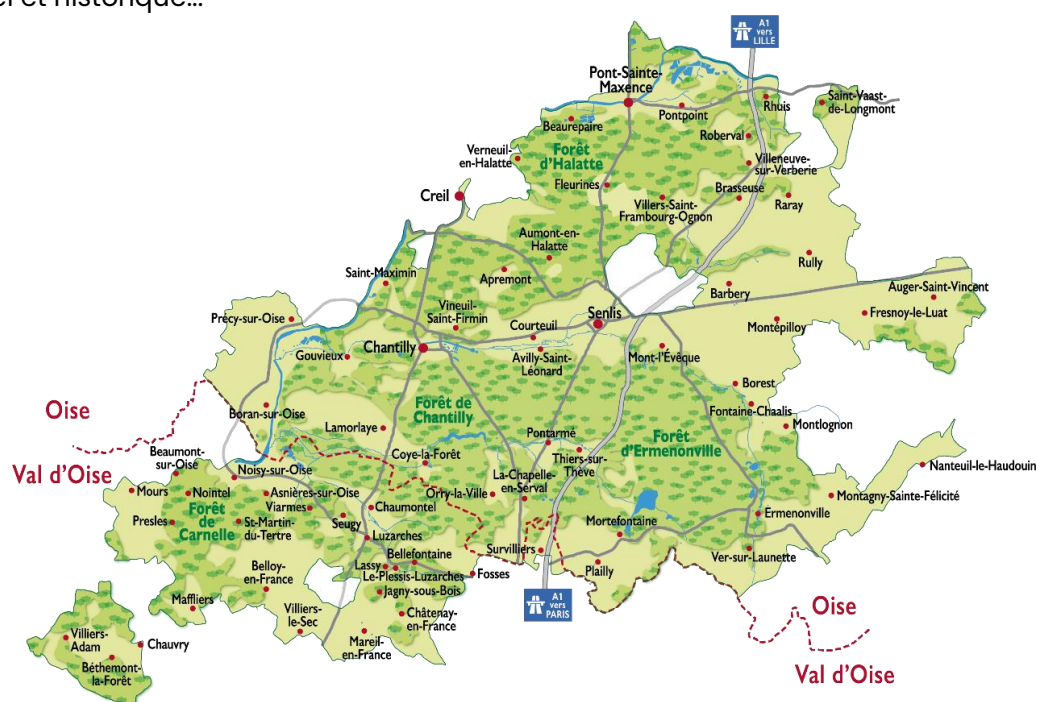 el et historique...
A1
vers
LILLE
Pont-Sainte-
Maxence
Pontpoint
Rhuis
Saint-Vaast-
de-Longmont
Beaurepaire
Roberval
Forêt
d'Halatte
Verneuil-
en-Halatte
Villeneuve-
sur-Verberie
Fleurines
Brasseuse
Creil
Villers-Saint-
Frambourg-Ognon
Raray
Aumont-en-
Halatte
Apremont
Rully
Saint-Maximin
Barbery
Auger-Saint-Vincent
Vineuil-
Saint-Firmin
Précy-sur-Oise
Courteuil
Senlis
Fresnoy-le-Luat
Montépilloy
Chantilly
Gouvieux
Avilly-Saint-
Léonard
Mont-l'Évêque
Borest
Oise
Boran-sur-Oise
Forêt de
Chantilly
Fontaine-Chaalis
Lamorlaye
Montlognon
Pontarmé
Forêt
d'Ermenonville
Val d'Oise
Beaumont-
sur-Oise
Coye-la-Forêt
Thiers-sur-
Thève
Noisy-sur-Oise
La-Chapelle-
en-Serval
Nanteuil-le-Haudouin
Mours
Nointel
Asnières-sur-Oise
Orry-la-Ville
Montagny-Sainte-Félicité
Viarmes
Chaumontel
Forêt
de
Carnelle
Presles
St-Martin-
du-Tertre
Seugy
Mortefontaine
Ermenonville
Luzarches
Survilliers
Bellefontaine
Ver-sur-Launette
Lassy
Le-Plessis-Luzarches
Fosses
Plailly
Belloy-
en-France
Jagny-sous-Bois
A1
vers
PARIS
Maffliers
Villiers-
le-Sec
Châtenay-
en-France
Oise
Villiers-
Adam
Chauvry
Mareil-
en-France
Béthemont-
la-Forêt
Val d'Oise